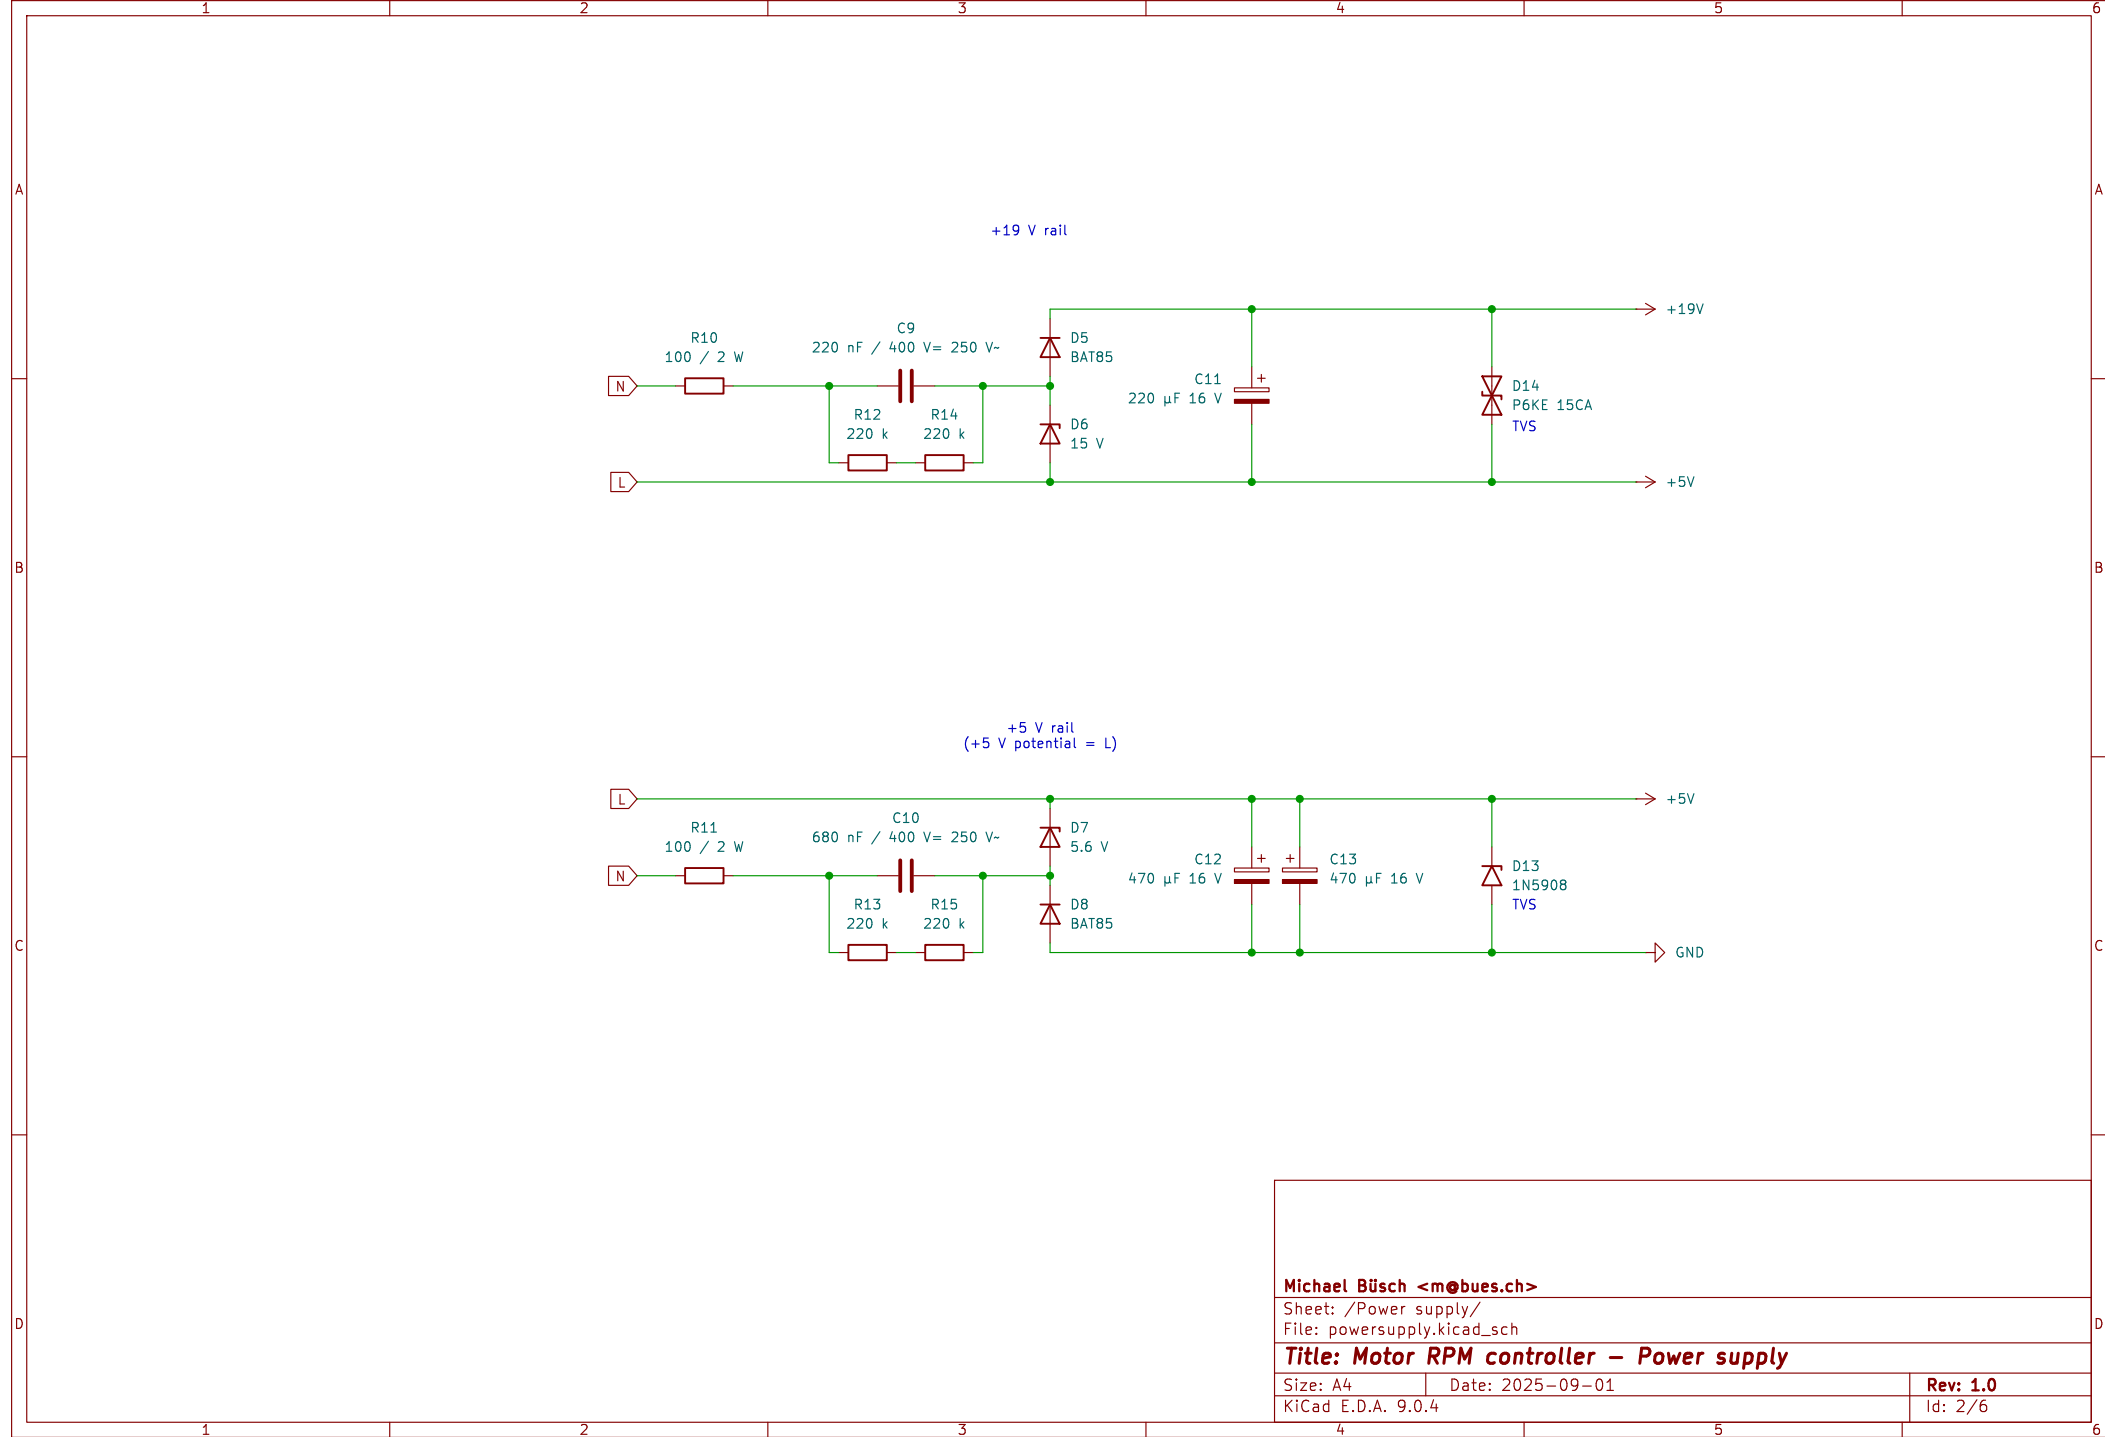 1 2 3 4 5 6
A A
+19 V rail
+19V
R10
100 / 2 W
C9
220 nF / 400 V= 250 V~
D5
BAT85
N
C11
220 µF 16 V
+
D14
P6KE 15CA
TVS
R12
220 k
R14
220 k
D6
15 V
L
+5V
B B
+5 V rail
(+5 V potential = L)
L
+5V
R11
100 / 2 W
C10
680 nF / 400 V= 250 V~
D7
5.6 V
N
C12
470 µF 16 V
+
+
C13
470 µF 16 V
D13
1N5908
TVS
R13
220 k
R15
220 k
D8
BAT85
GND
C C
Michael Büsch <m@bues.ch>
Sheet: /Power supply/
File: powersupply.kicad_sch
Title: Motor RPM controller – Power supply
Size: A4 Date: 2025-09-01 Rev: 1.0
KiCad E.D.A. 9.0.4 Id: 2/6
D D
1 2 3 4 5 6